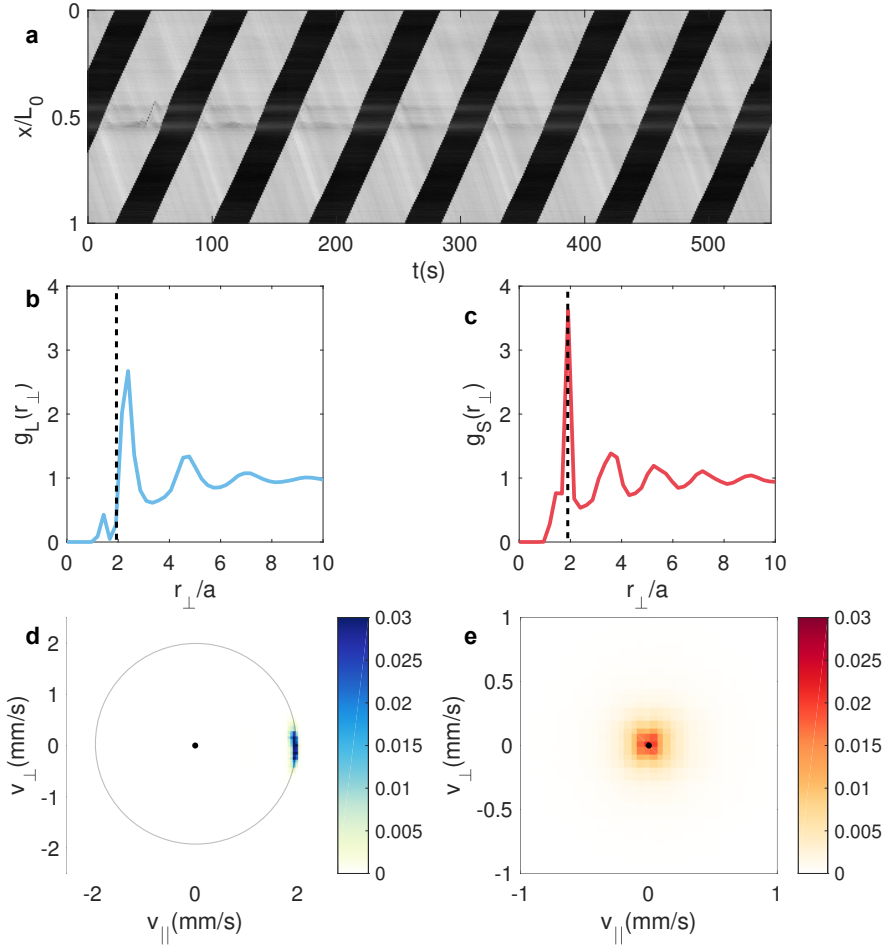 a
0
0.5
1
x/L0
0 100 200 300 400 500
t(s)
b
4
3
2
1
0
gL(r⊥)
0 2 4 6 8 10
r⊥/a
c
4
3
2
1
0
gS(r⊥)
0 2 4 6 8 10
r⊥/a
d
2
1
0
-1
-2
v⊥(mm/s)
-2 0 2
v||(mm/s)
0.03
0.025
0.02
0.015
0.01
0.005
0
e
1
0.5
0
-0.5
-1
v⊥(mm/s)
-1 0 1
v||(mm/s)
0.03
0.025
0.02
0.015
0.01
0.005
0